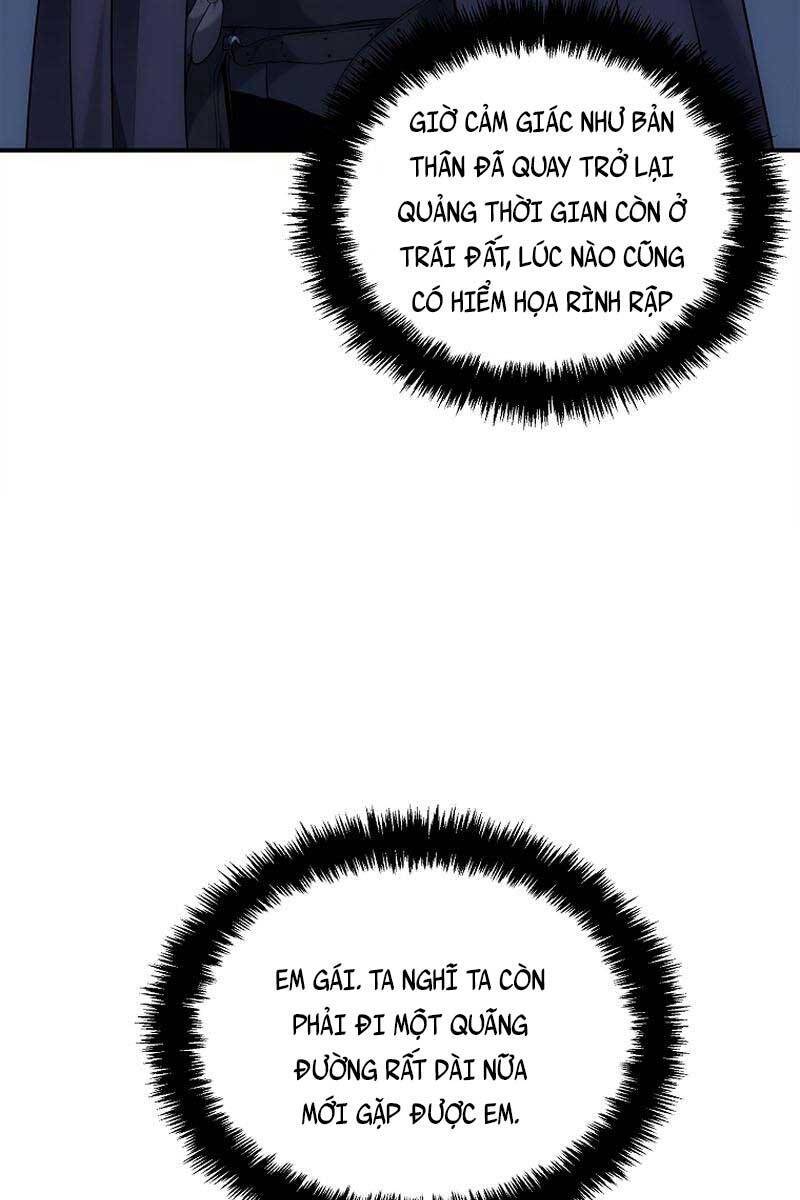 GIỜ CẢM GIÁC NHƯ BẢN
THÂN ĐÃ QUAY TRỞ LẠI
QUẢNG THỜI GIAN CÒN Ở
TRÁI ĐẤT, LÚC NÀO CŨNG
CÓ HIỂM HỌA RÌNH RẬP
EM GÁI. TA NGHĨ TA CÒN
PHẢI ĐI MỘT QUÃNG
ĐƯỜNG RẤT DÀI NỮA
MỚI GẶP ĐƯỢC EM.